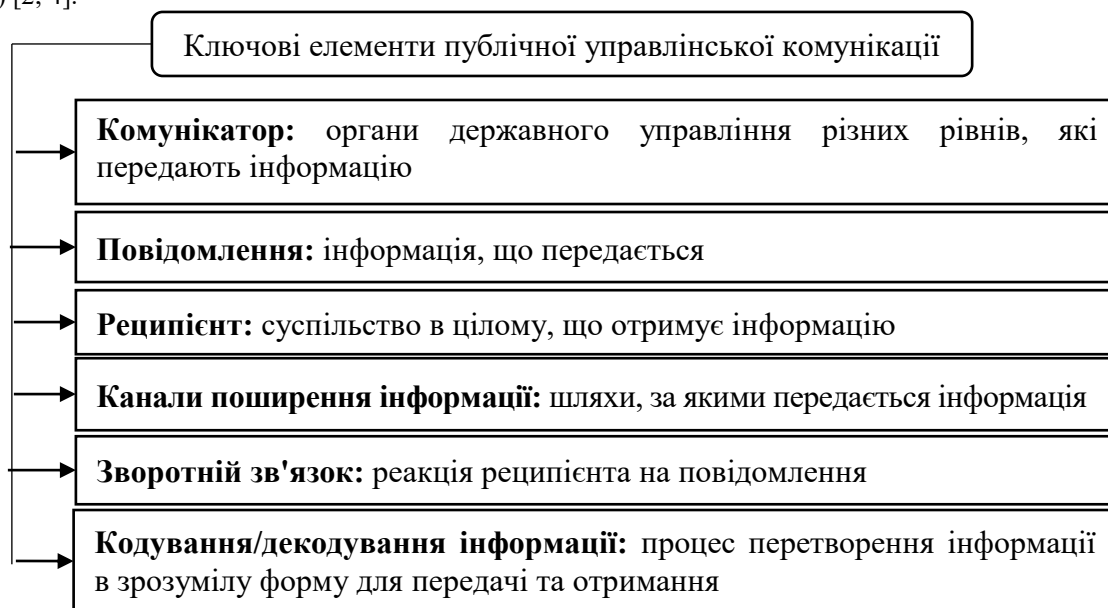 [2, 4].
Ключові елементи публічної управлінської комунікації
Комунікатор: органи державного управління різних рівнів, які
передають інформацію
Повідомлення: інформація, що передається
Реципієнт: суспільство в цілому, що отримує інформацію
Канали поширення інформації: шляхи, за якими передається інформація
Зворотній зв'язок: реакція реципієнта на повідомлення
Кодування/декодування інформації: процес перетворення інформації
в зрозумілу форму для передачі та отримання